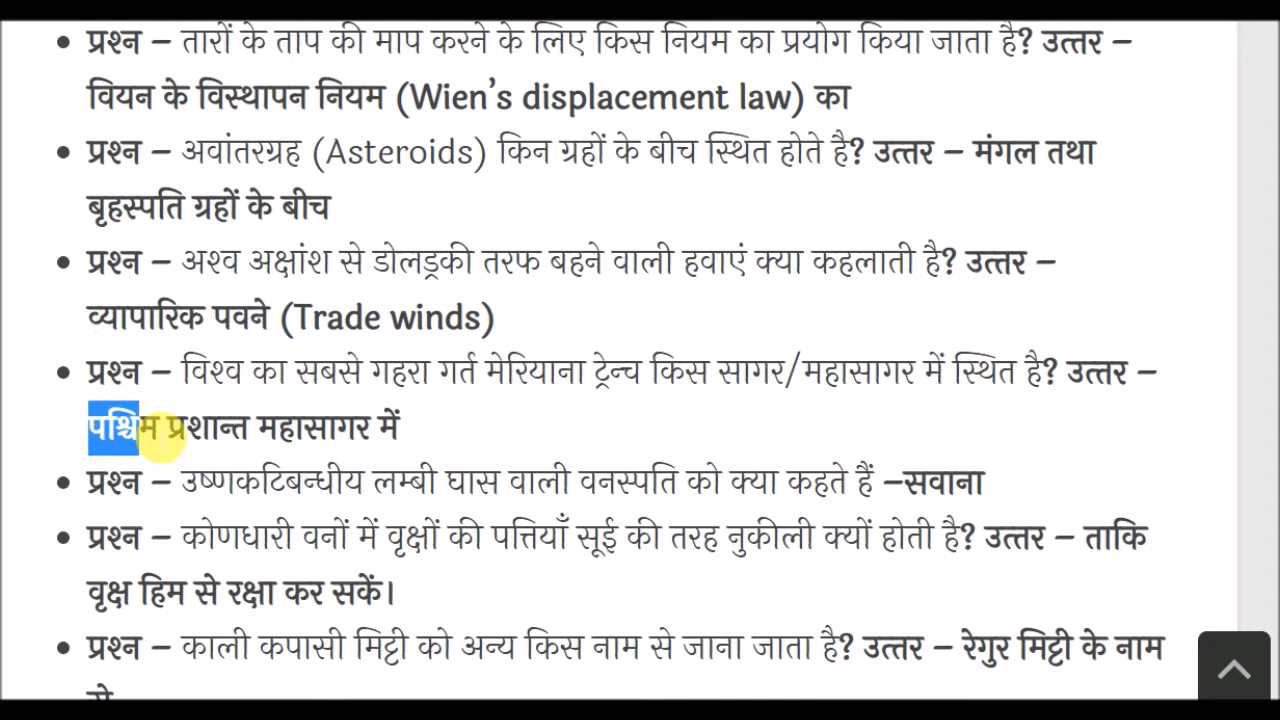 • प्रश्न – तारों के ताप की माप करने के लिए किस नियम का प्रयोग किया जाता है? उत्तर –
वियन के विस्थापन नियम (Wien’s displacement law) का
• प्रश्न – अवांतरग्रह (Asteroids) किन ग्रहों के बीच स्थित होते है? उत्तर – मंगल तथा
बृहस्पति ग्रहों के बीच
• प्रश्न – अश्व अक्षांश से डोलड्रकी तरफ बहने वाली हवाएं क्या कहलाती है? उत्तर –
व्यापारिक पवने (Trade winds)
• प्रश्न – विश्व का सबसे गहरा गर्त मेरियाना ट्रेन्च किस सागर/महासागर में स्थित है? उत्तर –
पश्चिम प्रशान्त महासागर में
• प्रश्न – उष्णकटिबन्धीय लम्बी घास वाली वनस्पति को क्या कहते हैं –सवाना
• प्रश्न – कोणधारी वनों में वृक्षों की पत्तियाँ सूई की तरह नुकीली क्यों होती है? उत्तर – ताकि
वृक्ष हिम से रक्षा कर सकें।
• प्रश्न – काली कपासी मिट्टी को अन्य किस नाम से जाना जाता है? उत्तर – रेगुर मिट्टी के नाम